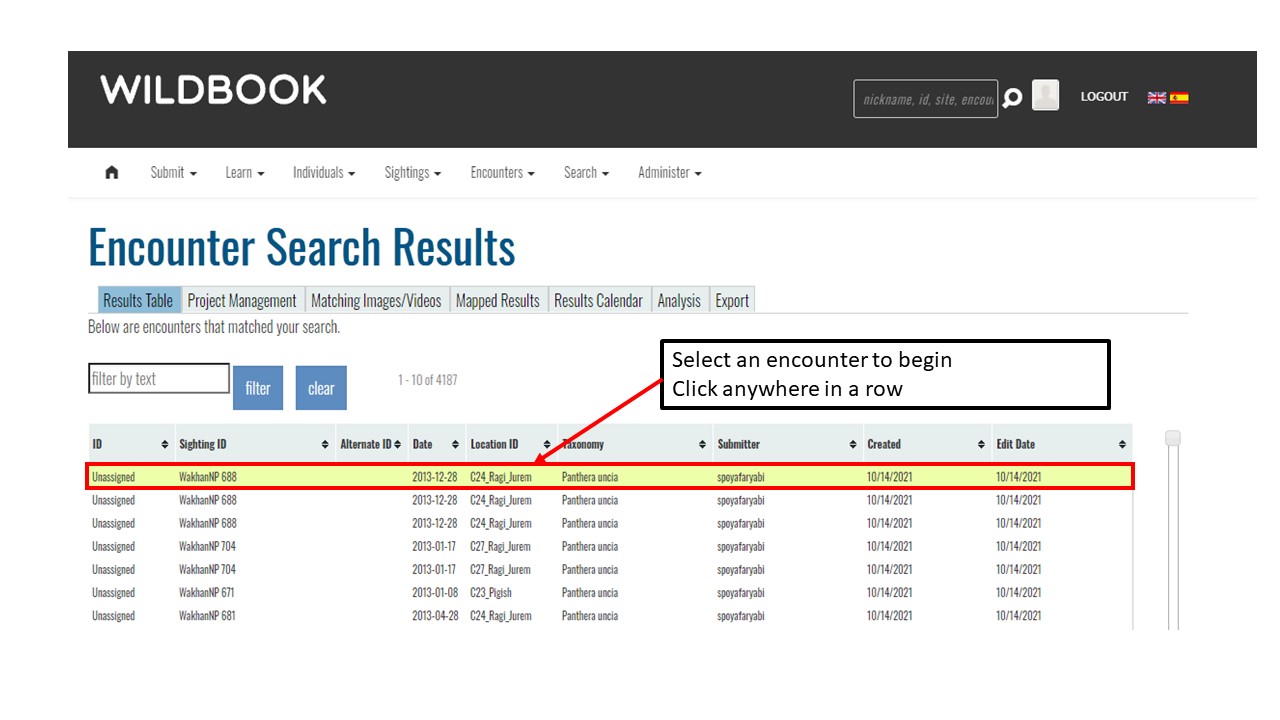 WILDBOOK
nickname, id, site, encou
LOGOUT
Submit
Learn
Individuals
Sightings
Encounters
Search
Administer
Encounter Search Results
Results Table Project Management Matching Images/Videos Mapped Results Results Calendar Analysis Export
Below are encounters that matched your search.
Select an encounter to begin
Click anywhere in a row
filter by text filter clear 1 - 10 of 4187
ID Sighting ID Alternate ID Date Location ID Taxonomy Submitter Created Edit Date
Unassigned WakhanNP 688 2013-12-28 C24_Ragi_Jurem Panthera uncia spoyafaryabi 10/14/2021 10/14/2021
Unassigned WakhanNP 688 2013-12-28 C24_Ragi_Jurem Panthera uncia spoyafaryabi 10/14/2021 10/14/2021
Unassigned WakhanNP 688 2013-12-28 C24_Ragi_Jurem Panthera uncia spoyafaryabi 10/14/2021 10/14/2021
Unassigned WakhanNP 704 2013-01-17 C27_Ragi_Jurem Panthera uncia spoyafaryabi 10/14/2021 10/14/2021
Unassigned WakhanNP 704 2013-01-17 C27_Ragi_Jurem Panthera uncia spoyafaryabi 10/14/2021 10/14/2021
Unassigned WakhanNP 671 2013-01-08 C23_Pigish Panthera uncia spoyafaryabi 10/14/2021 10/14/2021
Unassigned WakhanNP 681 2013-04-28 C24_Ragi_Jurem Panthera uncia spoyafaryabi 10/14/2021 10/14/2021